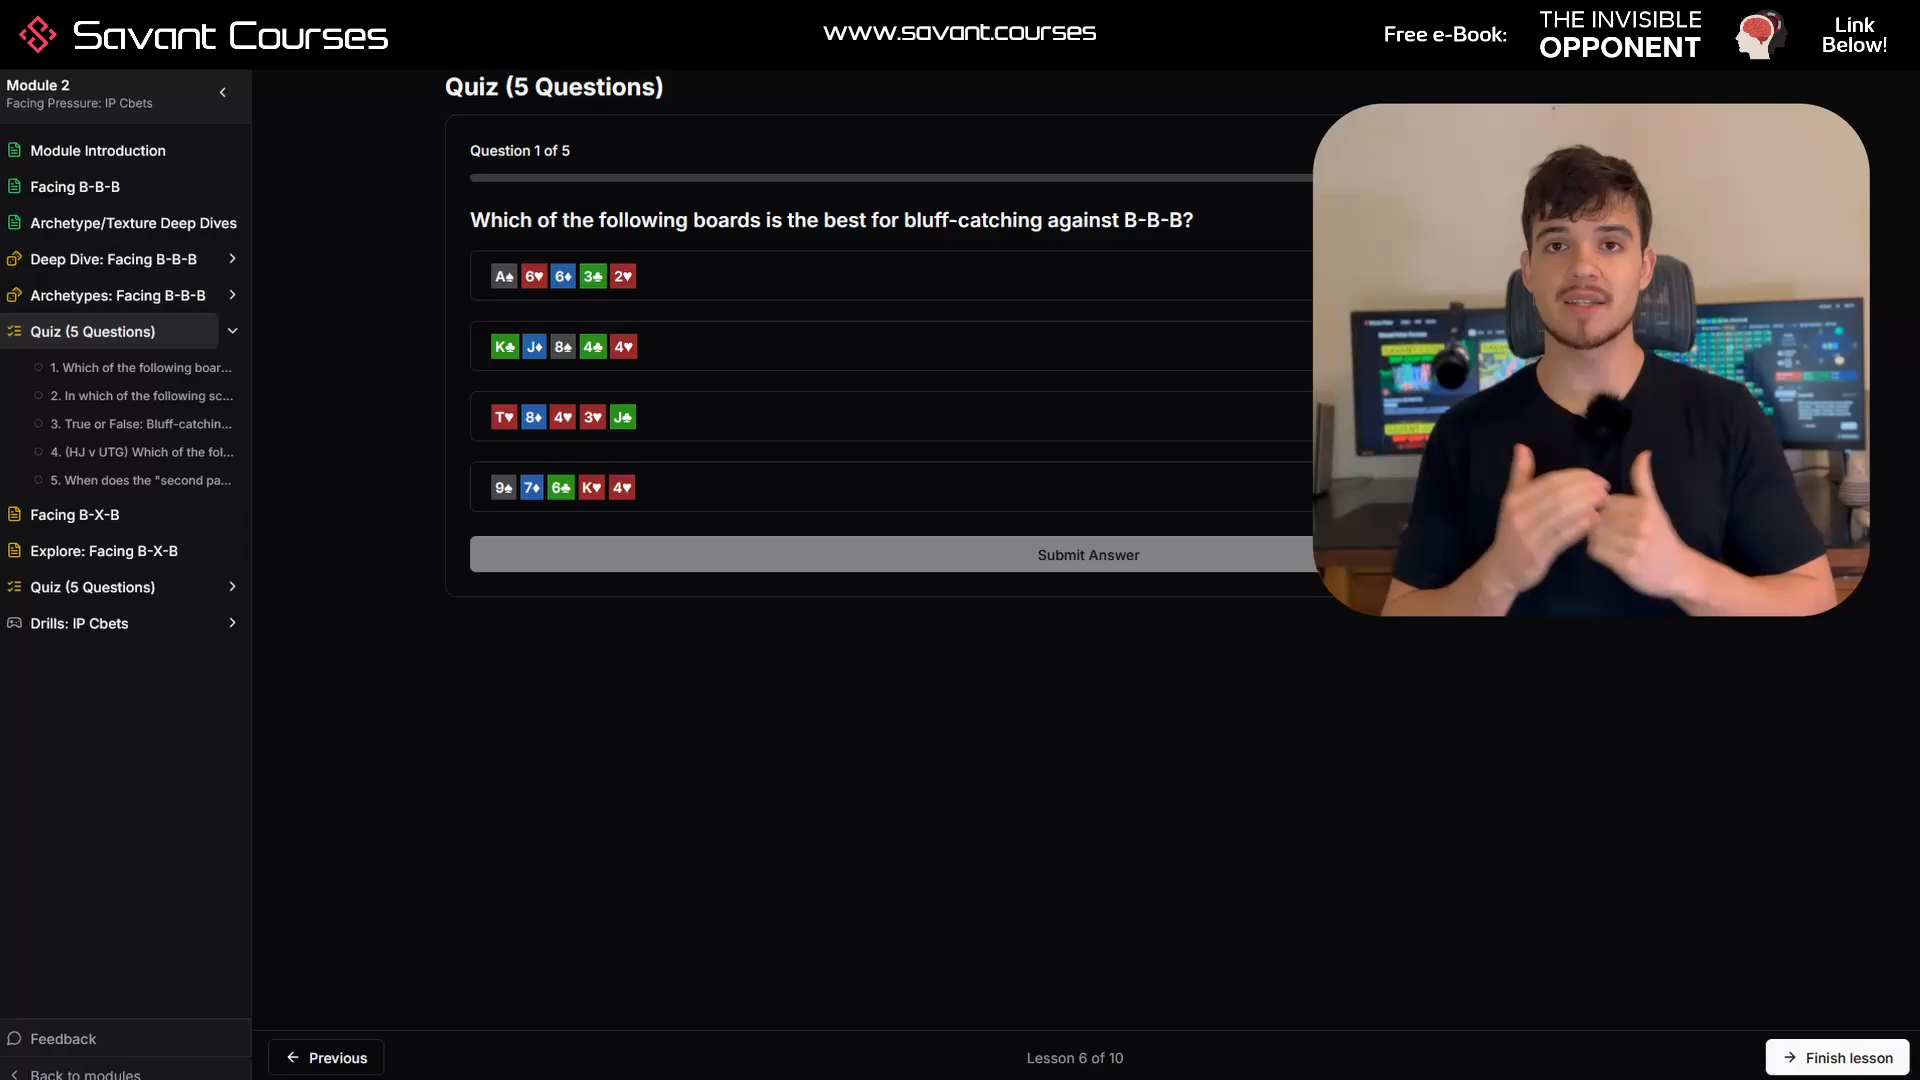 Savant Courses
www.savant.courses
Free e-Book:
THE INVISIBLE
OPPONENT
Link
Below!
Module 2
Facing Pressure: IP Cbets
Module Introduction
Facing B-B-B
Archetype/Texture Deep Dives
Deep Dive: Facing B-B-B
Archetypes: Facing B-B-B
Quiz (5 Questions)
1. Which of the following boar...
2. In which of the following sc...
3. True or False: Bluff-catchin...
4. (HJ v UTG) Which of the fol...
5. When does the "second pa...
Facing B-X-B
Explore: Facing B-X-B
Quiz (5 Questions)
Drills: IP Cbets
Feedback
Back to modules
Quiz (5 Questions)
Question 1 of 5
Which of the following boards is the best for bluff-catching against B-B-B?
A♠ 6♥ 6♦ 3♣ 2♥
K♣ J♦ 8♠ 4♣ 4♥
T♥ 8♦ 4♥ 3♥ J♣
9♠ 7♦ 6♣ K♥ 4♥
Submit Answer
Previous
Lesson 6 of 10
Finish lesson